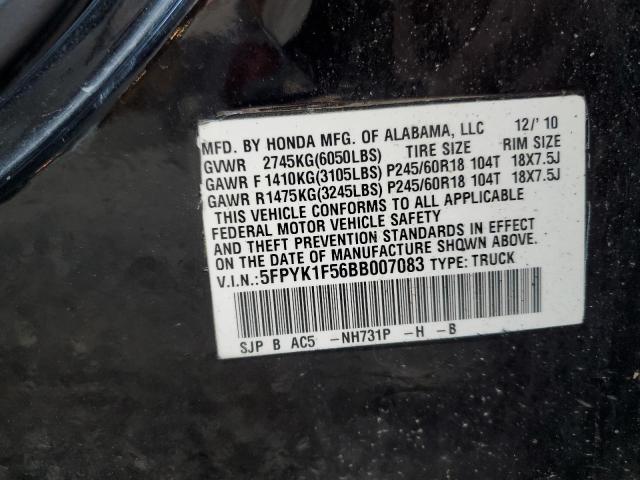 MFD. BY HONDA MFG. OF ALABAMA, LLC 12/'10
GVWR 2745KG(6050LBS) TIRE SIZE RIM SIZE
GAWR F 1410KG(3105LBS) P245/60R18 104T 18X7.5J
GAWR R 1475KG(3245LBS) P245/60R18 104T 18X7.5J
THIS VEHICLE CONFORMS TO ALL APPLICABLE
FEDERAL MOTOR VEHICLE SAFETY
AND THEFT PREVENTION STANDARDS IN EFFECT
ON THE DATE OF MANUFACTURE SHOWN ABOVE.
V.I.N.:5FPYK1F56BB007083 TYPE: TRUCK
SJP B AC5 -NH731P -H -B